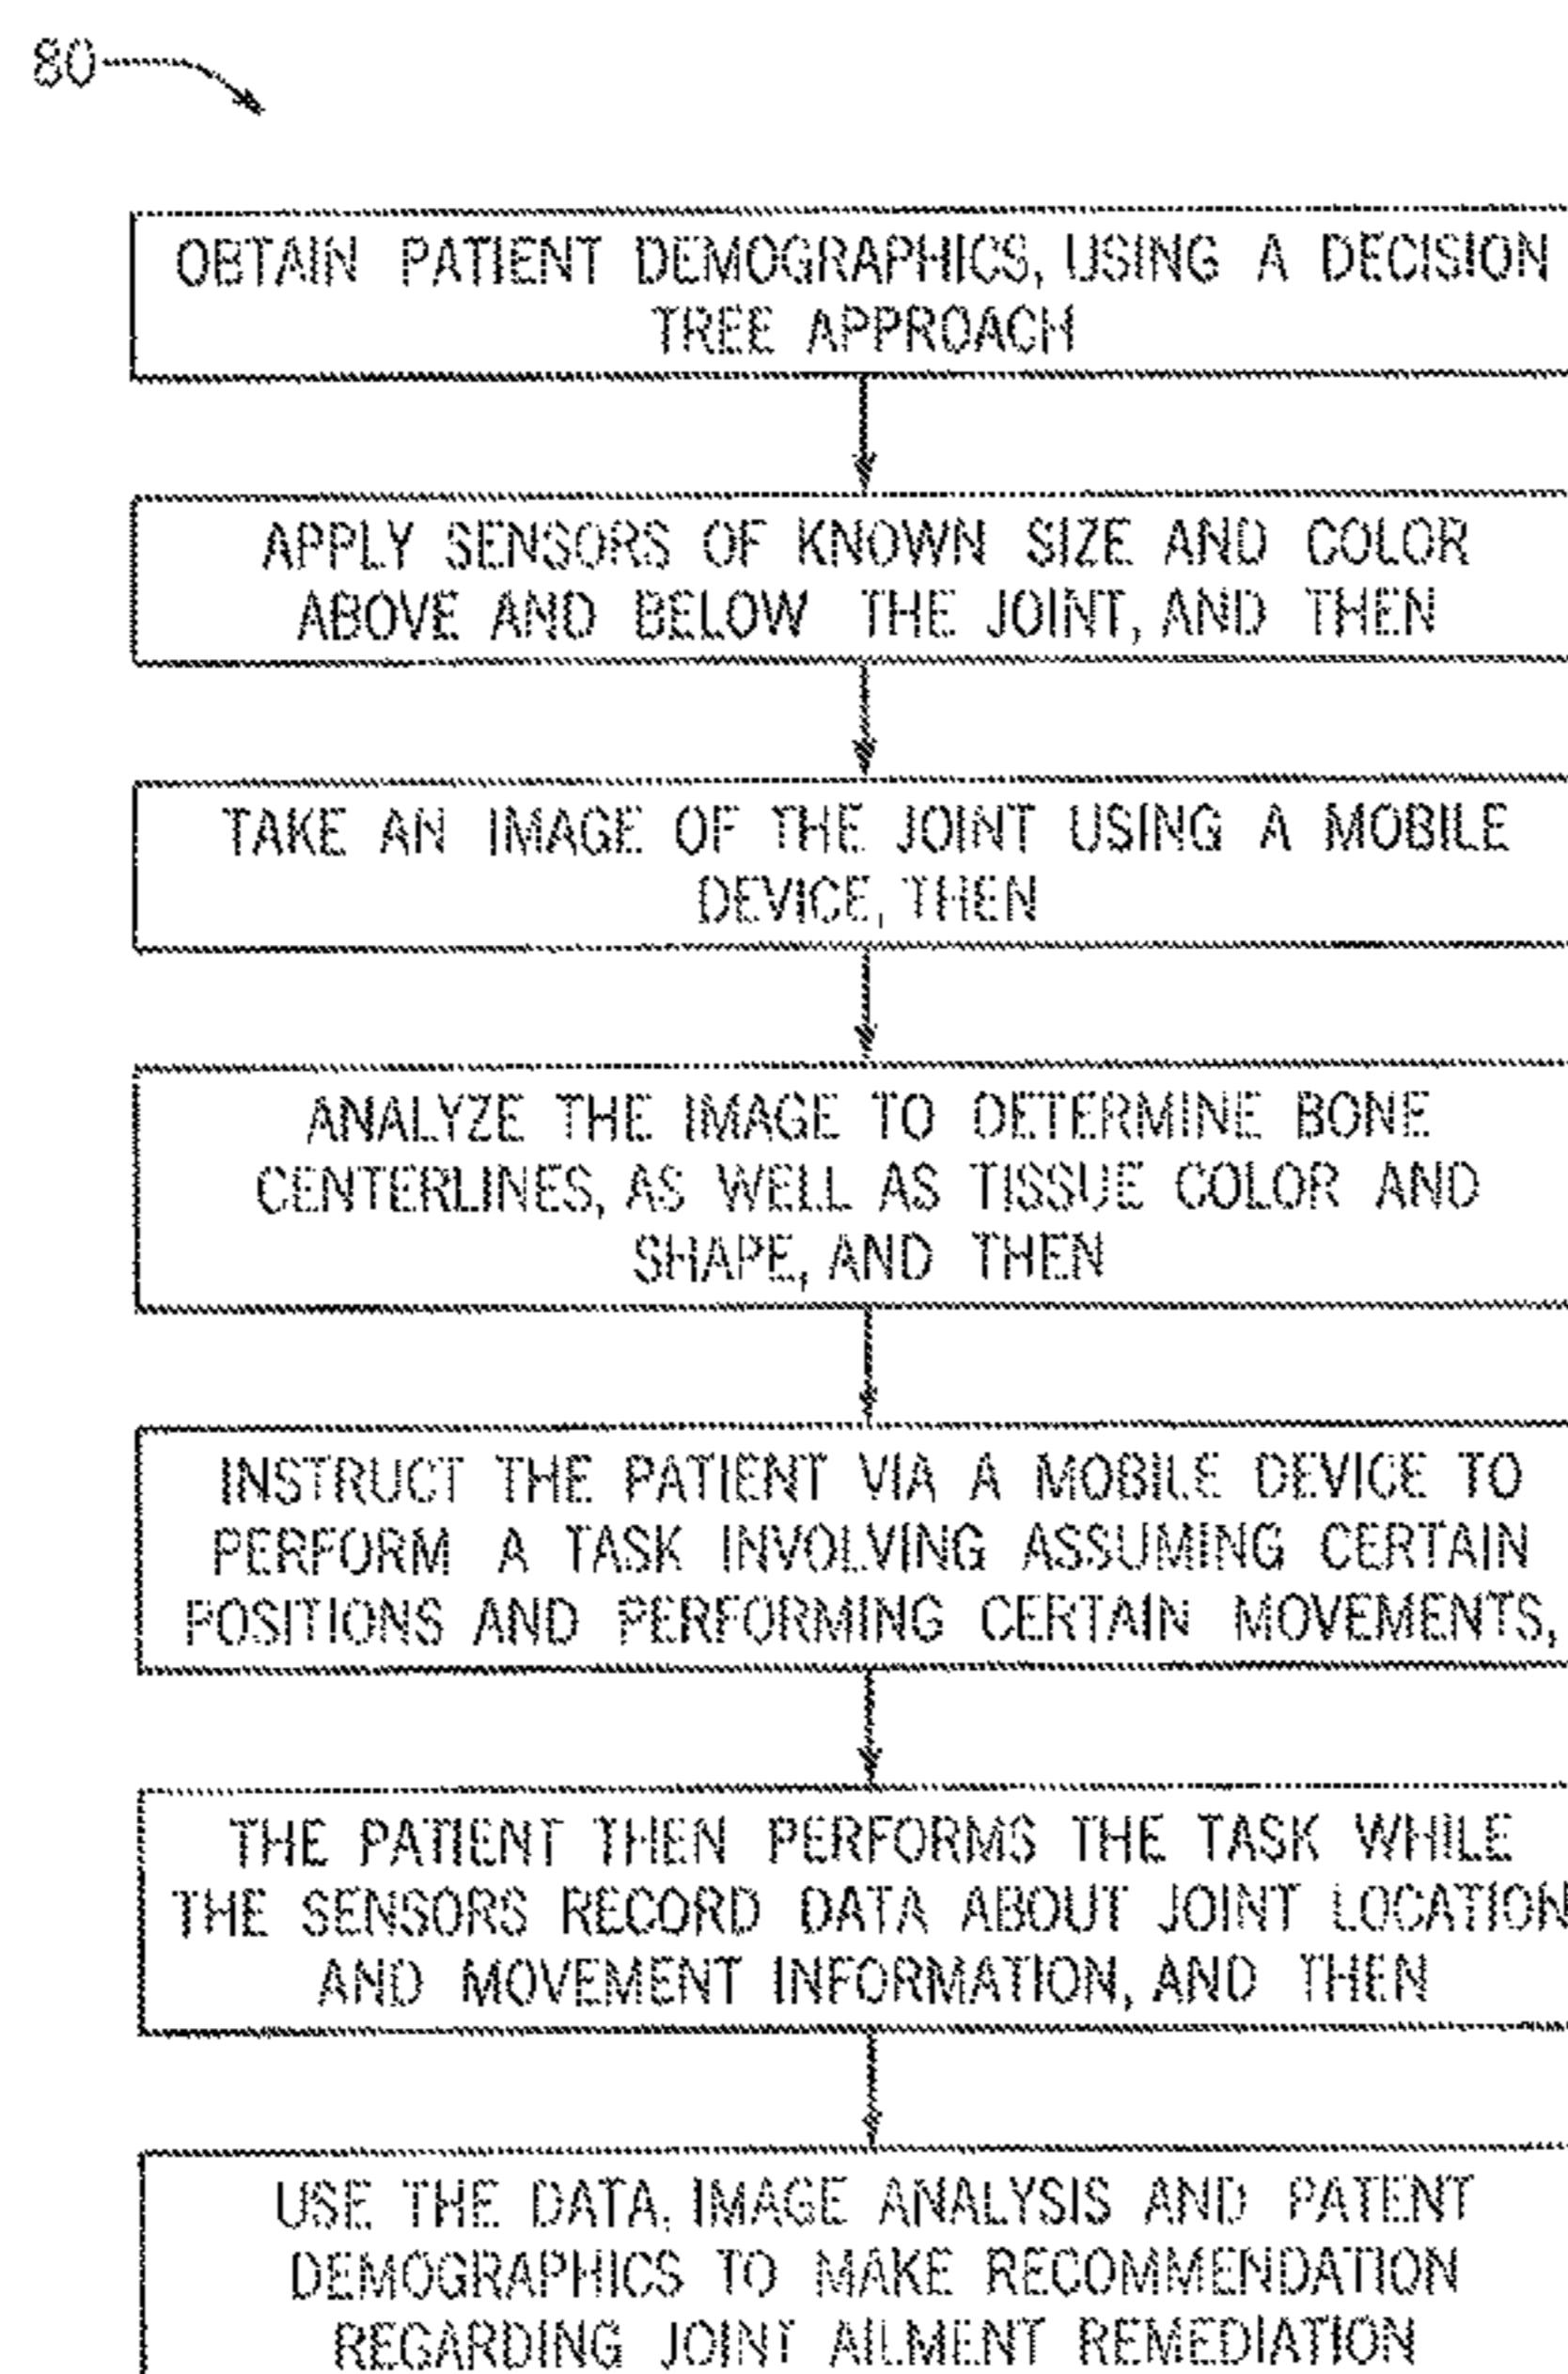 80
OBTAIN PATIENT DEMOGRAPHICS, USING A DECISION
TREE APPROACH
APPLY SENSORS OF KNOWN SIZE AND COLOR
ABOVE AND BELOW THE JOINT, AND THEN
TAKE AN IMAGE OF THE JOINT USING A MOBILE
DEVICE, THEN
ANALYZE THE IMAGE TO DETERMINE BONE
CENTERLINES, AS WELL AS TISSUE COLOR AND
SHAPE, AND THEN
INSTRUCT THE PATIENT VIA A MOBILE DEVICE TO
PERFORM A TASK INVOLVING ASSUMING CERTAIN
POSITIONS AND PERFORMING CERTAIN MOVEMENTS,
THE PATIENT THEN PERFORMS THE TASK WHILE
THE SENSORS RECORD DATA ABOUT JOINT LOCATION
AND MOVEMENT INFORMATION, AND THEN
USE THE DATA, IMAGE ANALYSIS AND PATENT
DEMOGRAPHICS TO MAKE RECOMMENDATION
REGARDING JOINT AILMENT REMEDIATION